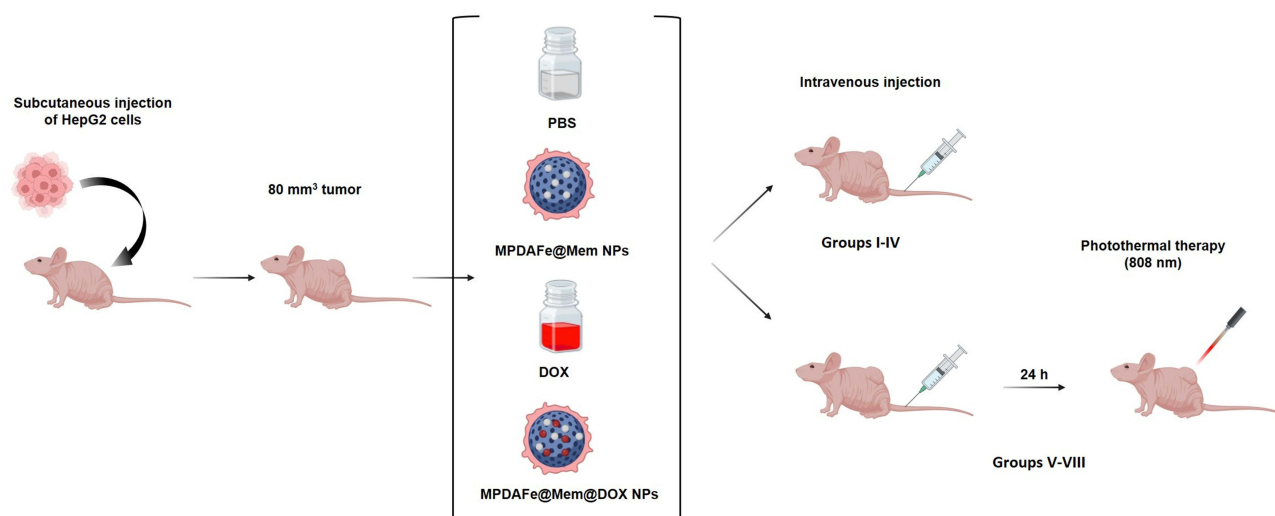 Subcutaneous injection
of HepG2 cells
80 mm³ tumor
PBS
MPDAFe@Mem NPs
DOX
MPDAFe@Mem@DOX NPs
Intravenous injection
Groups I-IV
24 h
Groups V-VIII
Photothermal therapy
(808 nm)